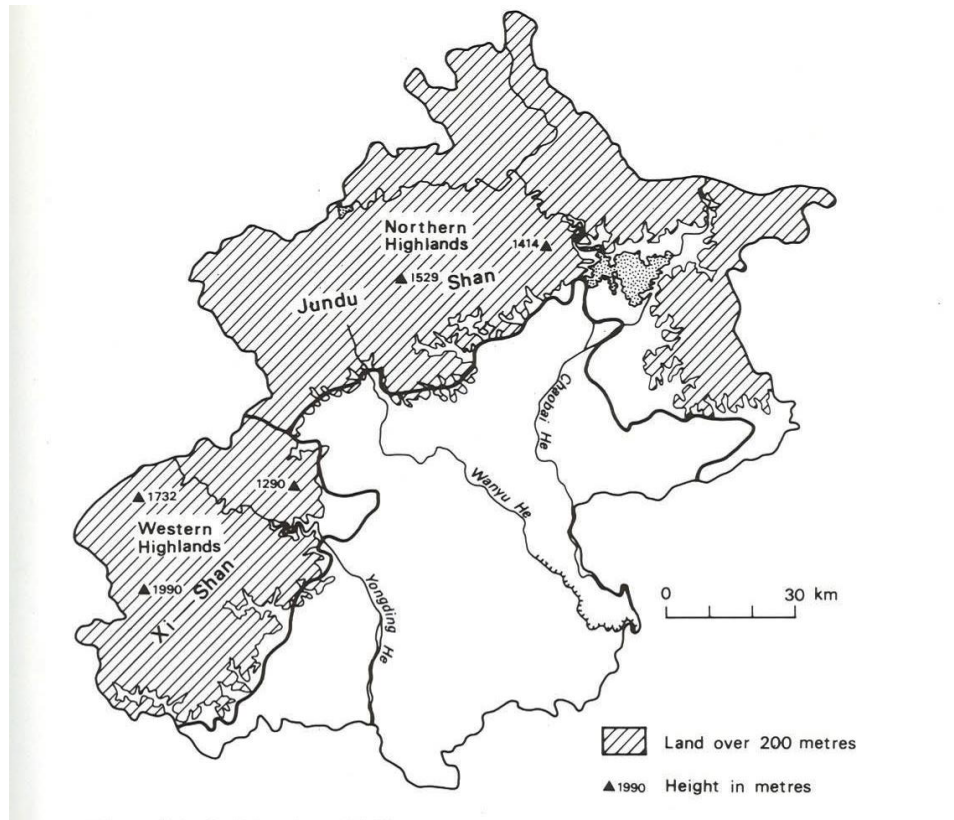 Northern
Highlands
1414
1529
Jundu Shan
Chaobai He
1290
Wanyu He
1732
Western
Highlands
1990
Xi Shan
Yongding He
0 30 km
Land over 200 metres
1990 Height in metres